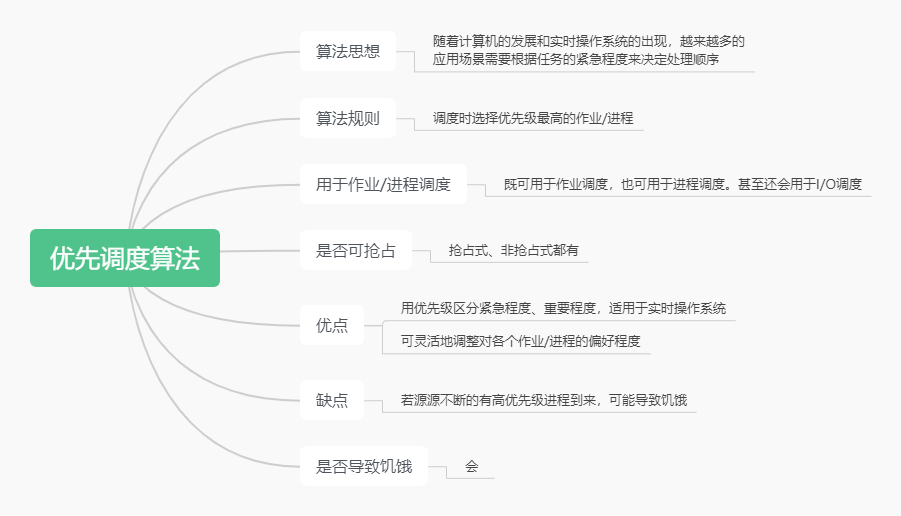 优先调度算法
算法思想
随着计算机的发展和实时操作系统的出现，越来越多的
应用场景需要根据任务的紧急程度来决定处理顺序
算法规则
调度时选择优先级最高的作业/进程
用于作业/进程调度
既可用于作业调度，也可用于进程调度。甚至还会用于I/O调度
是否可抢占
抢占式、非抢占式都有
优点
用优先级区分紧急程度、重要程度，适用于实时操作系统
可灵活地调整对各个作业/进程的偏好程度
缺点
若源源不断的有高优先级进程到来，可能导致饥饿
是否导致饥饿
会